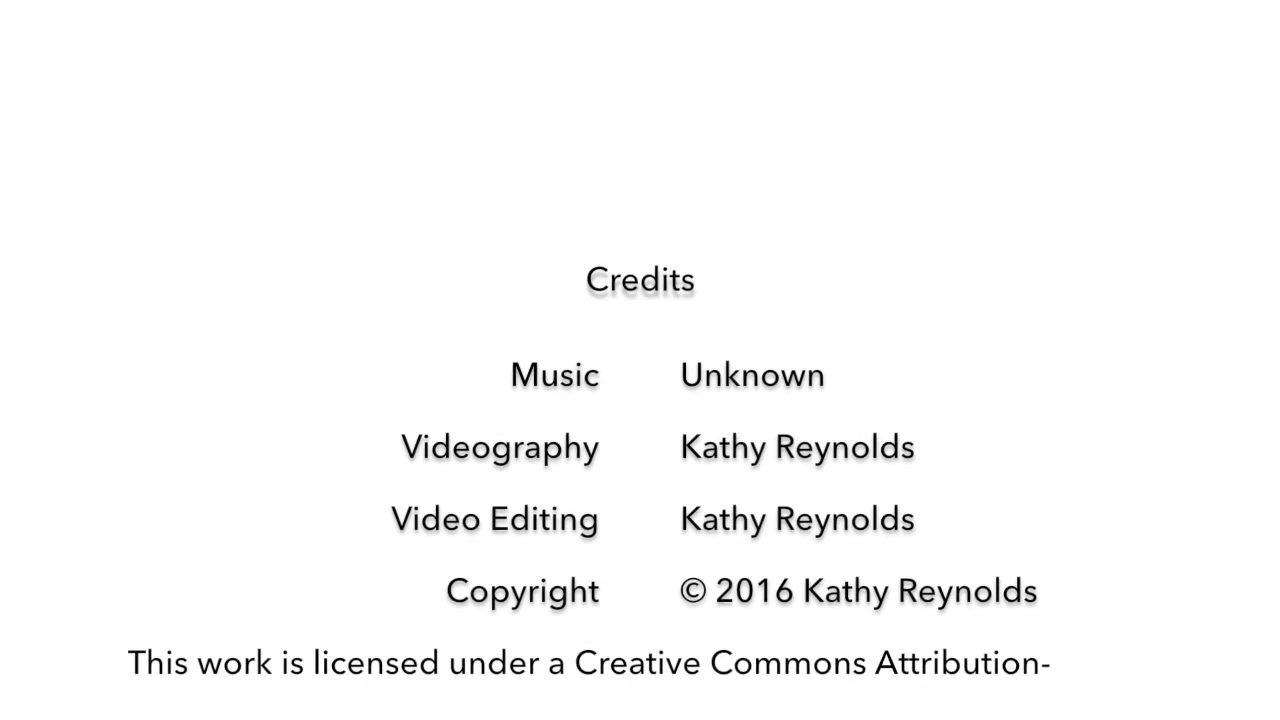 Credits
Music Unknown
Videography Kathy Reynolds
Video Editing Kathy Reynolds
Copyright © 2016 Kathy Reynolds
This work is licensed under a Creative Commons Attribution-